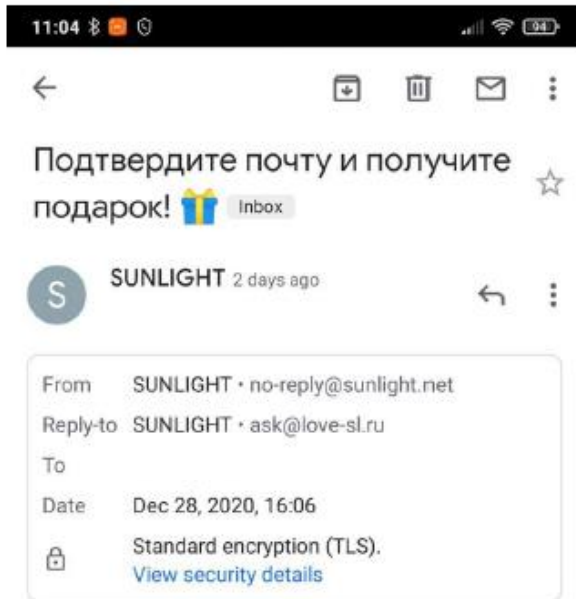 11:04 94
Подтвердите почту и получите
подарок! 🎁 Inbox
S
SUNLIGHT 2 days ago
From SUNLIGHT · no-reply@sunlight.net
Reply-to SUNLIGHT · ask@love-sl.ru
To
Date Dec 28, 2020, 16:06
Standard encryption (TLS).
View security details